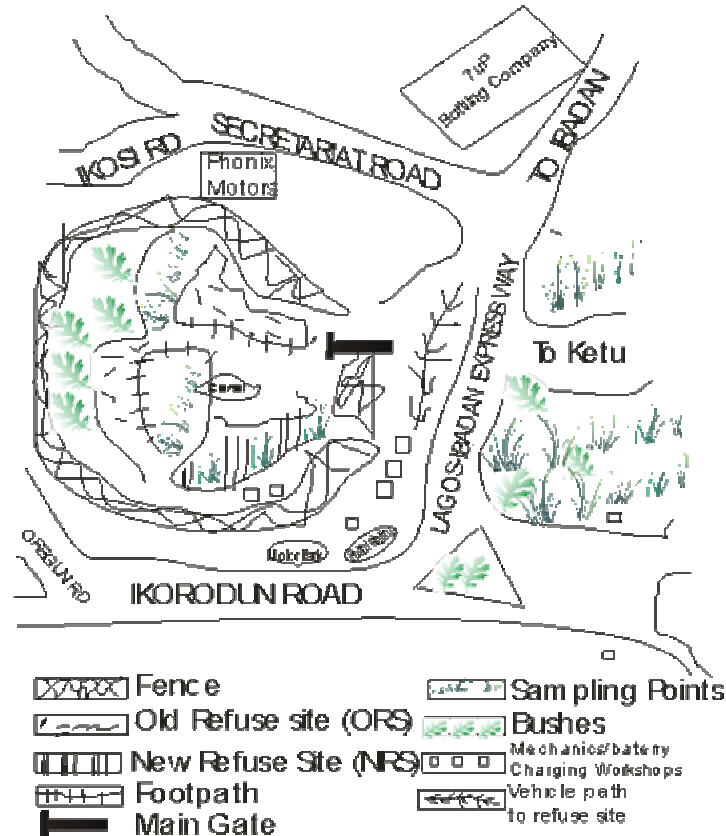 7up
Bottling Company
TO IBADAN
IKOSI RD
SECRETARIAT ROAD
Phonix
Motors
LAGOS-IBADAN EXPRESS WAY
To Ketu
OREGUN RD
IKORODUN ROAD
Fence
Old Refuse site (ORS)
New Refuse Site (NRS)
Footpath
Main Gate
Sampling Points
Bushes
Mechanics/baterry
Charging Workshops
Vehicle path
to refuse site